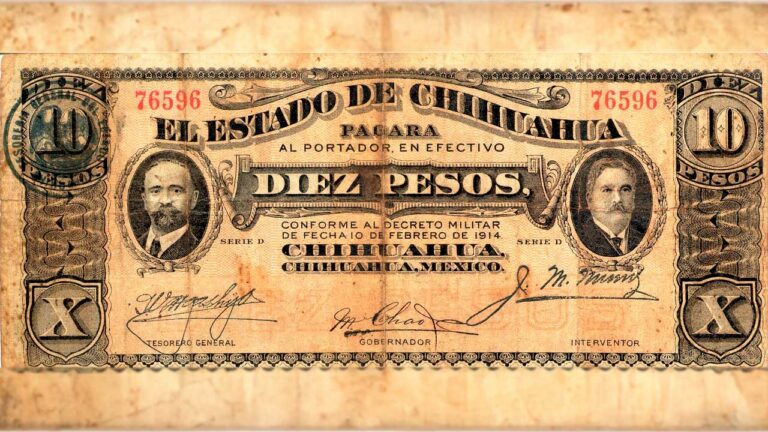 DIEZ 76596 76596 DIEZ
10 EL ESTADO DE CHIHUAHUA 10
PESOS PAGARA PESOS
AL PORTADOR, EN EFECTIVO
DIEZ PESOS,
CONFORME AL DECRETO MILITAR
DE FECHA 10 DE FEBRERO DE 1914.
SERIE D CHIHUAHUA, SERIE D
CHIHUAHUA, MEXICO.
X M Chao J. M. X
TESORERO GENERAL GOBERNADOR INTERVENTOR